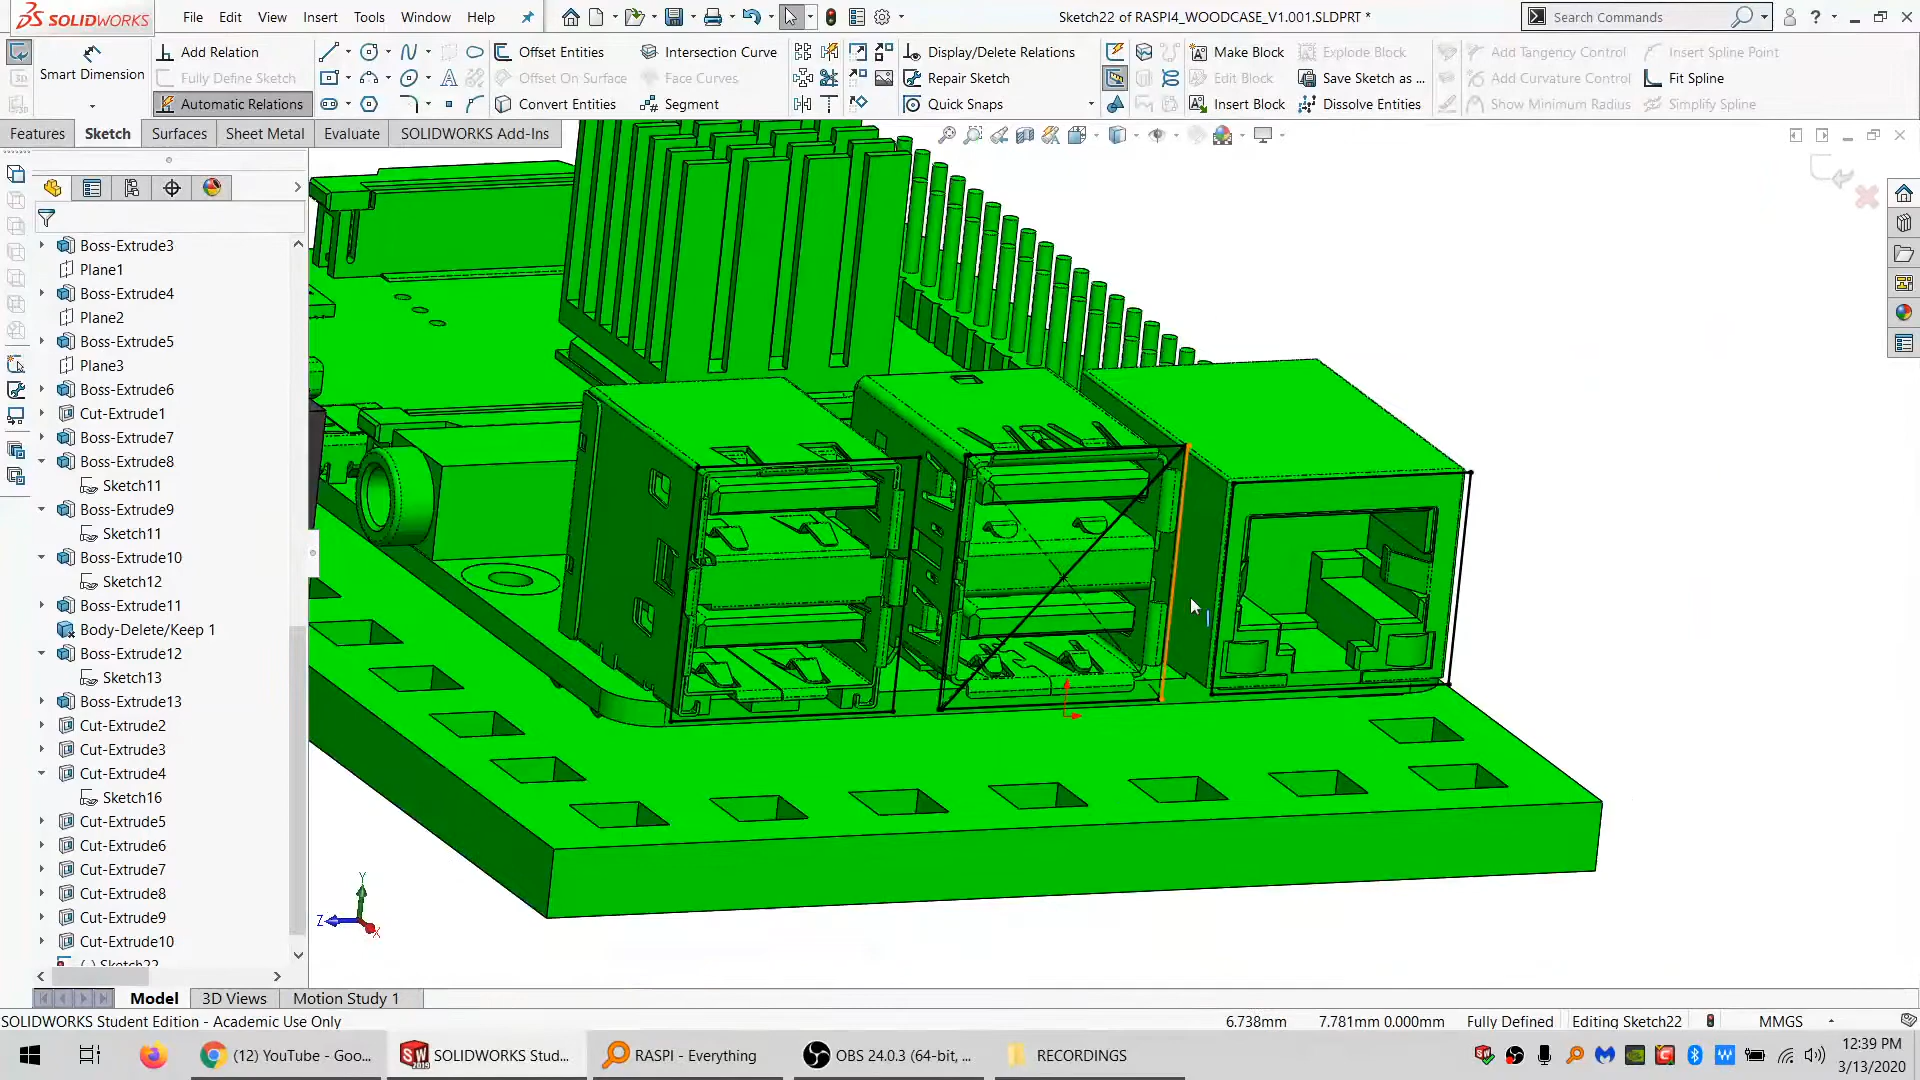 SOLIDWORKS
File
Edit
View
Insert
Tools
Window
Help
Sketch22 of RASPI4_WOODCASE_V1.001.SLDPRT *
Search Commands
Smart Dimension
Add Relation
Fully Define Sketch
Automatic Relations
Offset Entities
Offset On Surface
Convert Entities
Intersection Curve
Face Curves
Segment
Display/Delete Relations
Repair Sketch
Quick Snaps
Make Block
Edit Block
Insert Block
Explode Block
Save Sketch as ...
Dissolve Entities
Add Tangency Control
Add Curvature Control
Show Minimum Radius
Insert Spline Point
Fit Spline
Simplify Spline
Features
Sketch
Surfaces
Sheet Metal
Evaluate
SOLIDWORKS Add-Ins
Boss-Extrude3
Plane1
Boss-Extrude4
Plane2
Boss-Extrude5
Plane3
Boss-Extrude6
Cut-Extrude1
Boss-Extrude7
Boss-Extrude8
Sketch11
Boss-Extrude9
Sketch11
Boss-Extrude10
Sketch12
Boss-Extrude11
Body-Delete/Keep 1
Boss-Extrude12
Sketch13
Boss-Extrude13
Cut-Extrude2
Cut-Extrude3
Cut-Extrude4
Sketch16
Cut-Extrude5
Cut-Extrude6
Cut-Extrude7
Cut-Extrude8
Cut-Extrude9
Cut-Extrude10
(-) Sketch22
Y
Z
X
Model
3D Views
Motion Study 1
SOLIDWORKS Student Edition - Academic Use Only
6.738mm
7.781mm 0.000mm
Fully Defined
Editing Sketch22
MMGS
(12) YouTube - Goo...
SOLIDWORKS Stud...
RASPI - Everything
OBS 24.0.3 (64-bit, ...
RECORDINGS
12:39 PM
3/13/2020